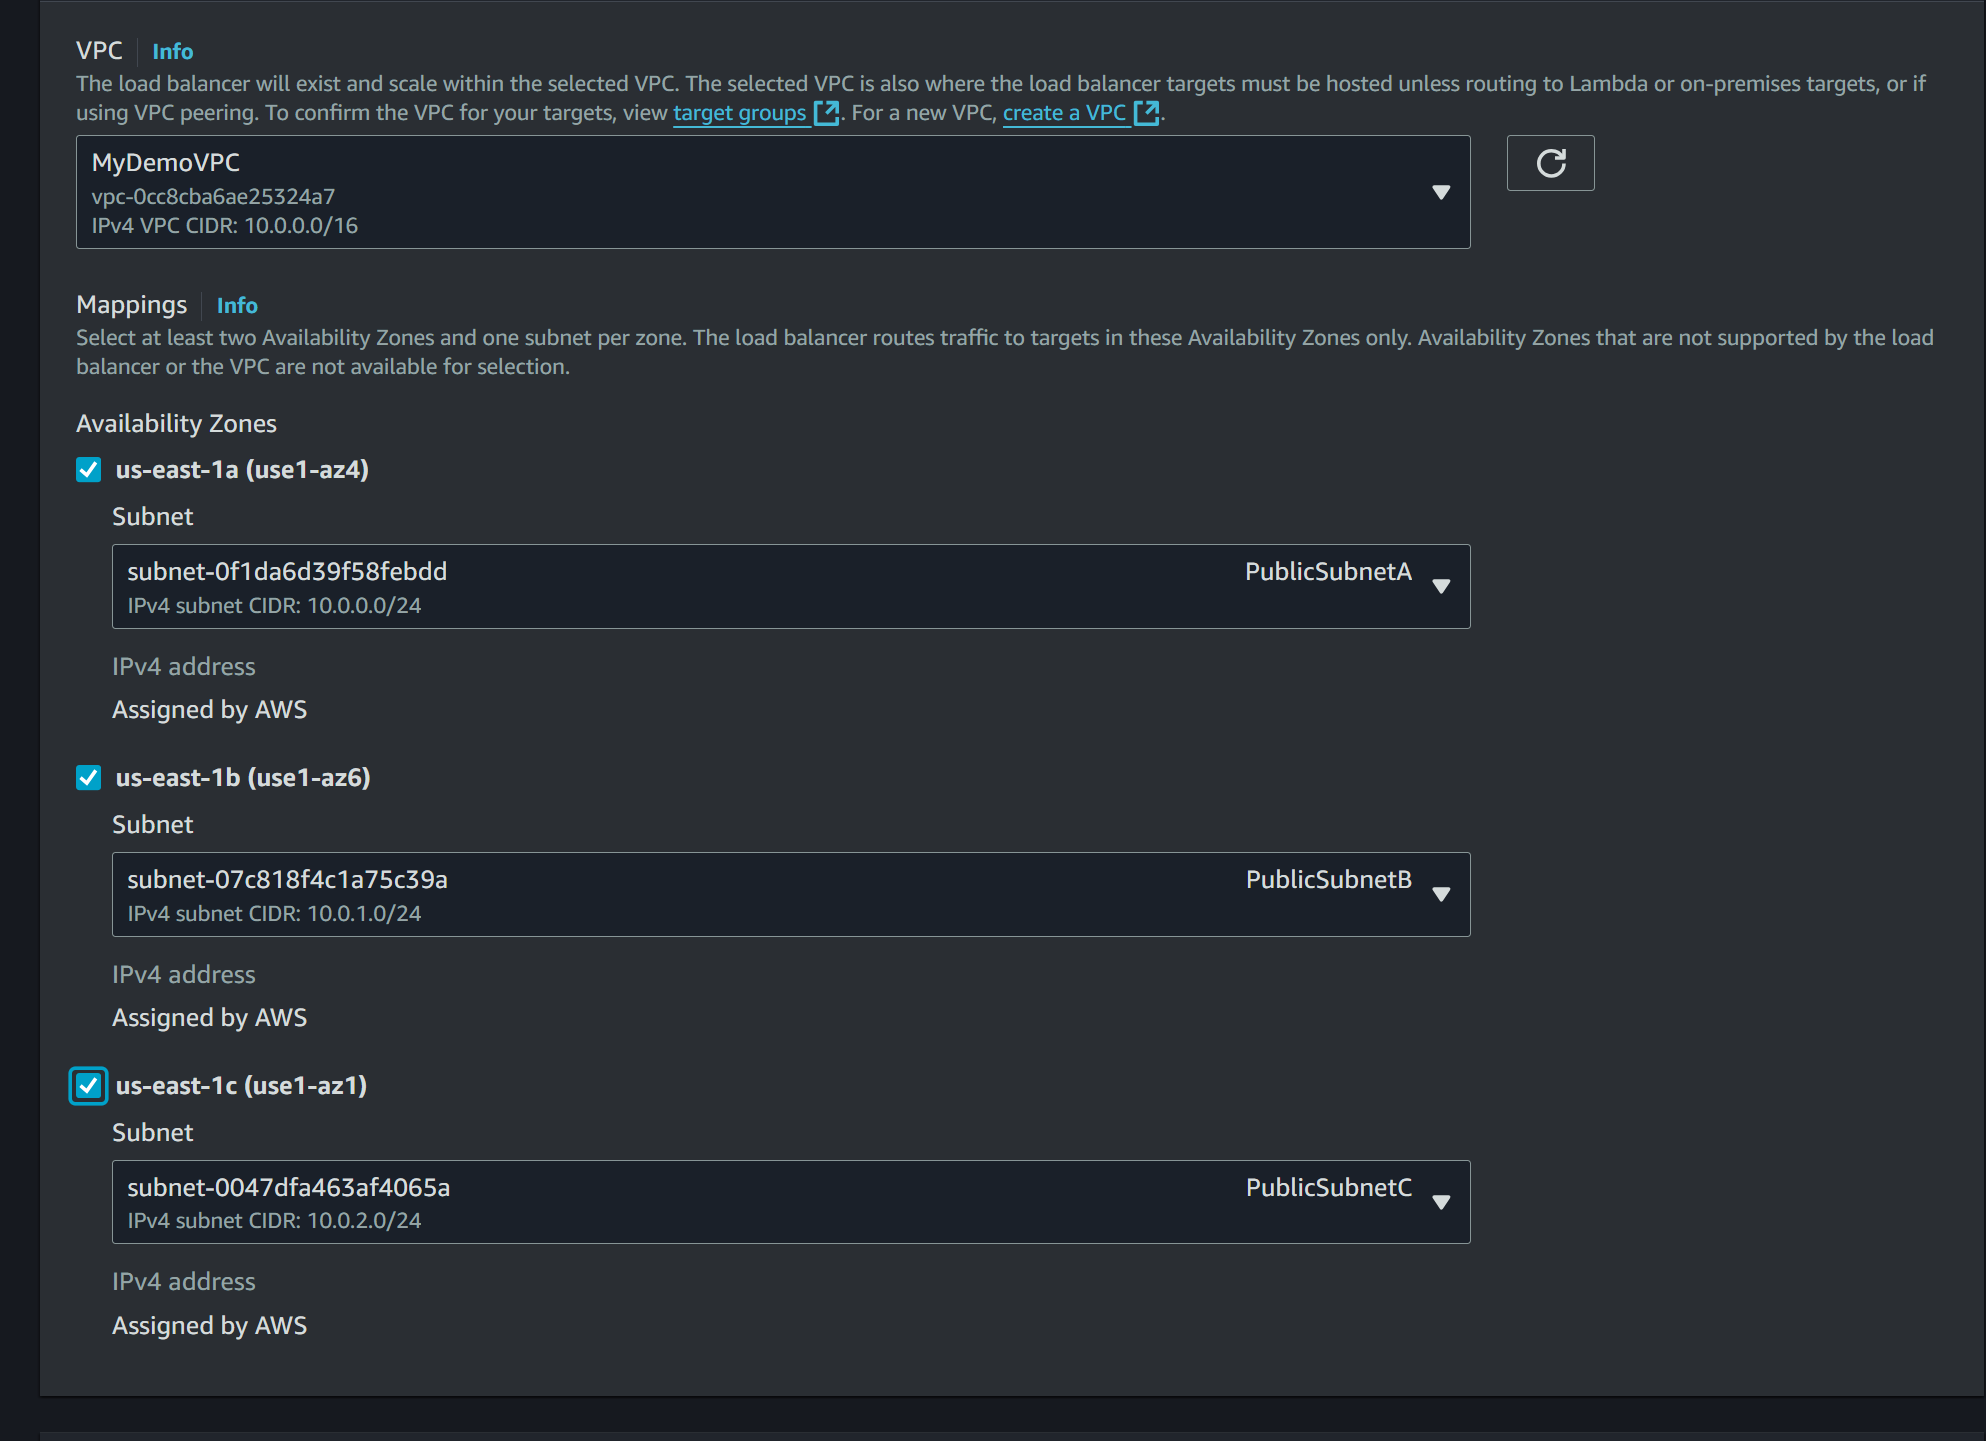 VPC Info
The load balancer will exist and scale within the selected VPC. The selected VPC is also where the load balancer targets must be hosted unless routing to Lambda or on-premises targets, or if
using VPC peering. To confirm the VPC for your targets, view target groups. For a new VPC, create a VPC.
MyDemoVPC
vpc-0cc8cba6ae25324a7
IPv4 VPC CIDR: 10.0.0.0/16
Mappings Info
Select at least two Availability Zones and one subnet per zone. The load balancer routes traffic to targets in these Availability Zones only. Availability Zones that are not supported by the load
balancer or the VPC are not available for selection.
Availability Zones
us-east-1a (use1-az4)
Subnet
subnet-0f1da6d39f58febdd PublicSubnetA
IPv4 subnet CIDR: 10.0.0.0/24
IPv4 address
Assigned by AWS
us-east-1b (use1-az6)
Subnet
subnet-07c818f4c1a75c39a PublicSubnetB
IPv4 subnet CIDR: 10.0.1.0/24
IPv4 address
Assigned by AWS
us-east-1c (use1-az1)
Subnet
subnet-0047dfa463af4065a PublicSubnetC
IPv4 subnet CIDR: 10.0.2.0/24
IPv4 address
Assigned by AWS